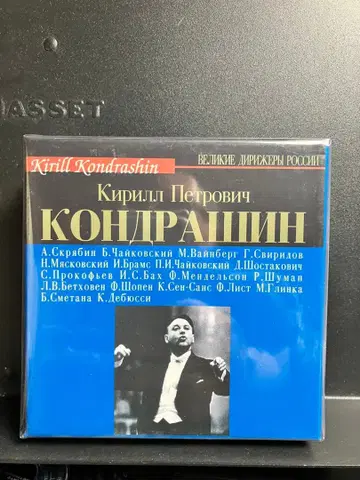 ASSET
Kirill Kondrashin
ВЕЛИКИЕ ДИРИЖЕРЫ РОССИИ
Кирилл Петрович
КОНДРАШИН
А.Скрябин Б.Чайковский М.Вайнберг Г.Свиридов
Н.Мясковский И.Брамс П.И.Чайковский Д.Шостакович
С.Прокофьев И.С.Бах Ф.Мендельсон Р.Шуман
Л.В.Бетховен Ф.Шопен К.Сен-Санс Ф.Лист М.Глинка
Б.Сметана К.Дебюсси